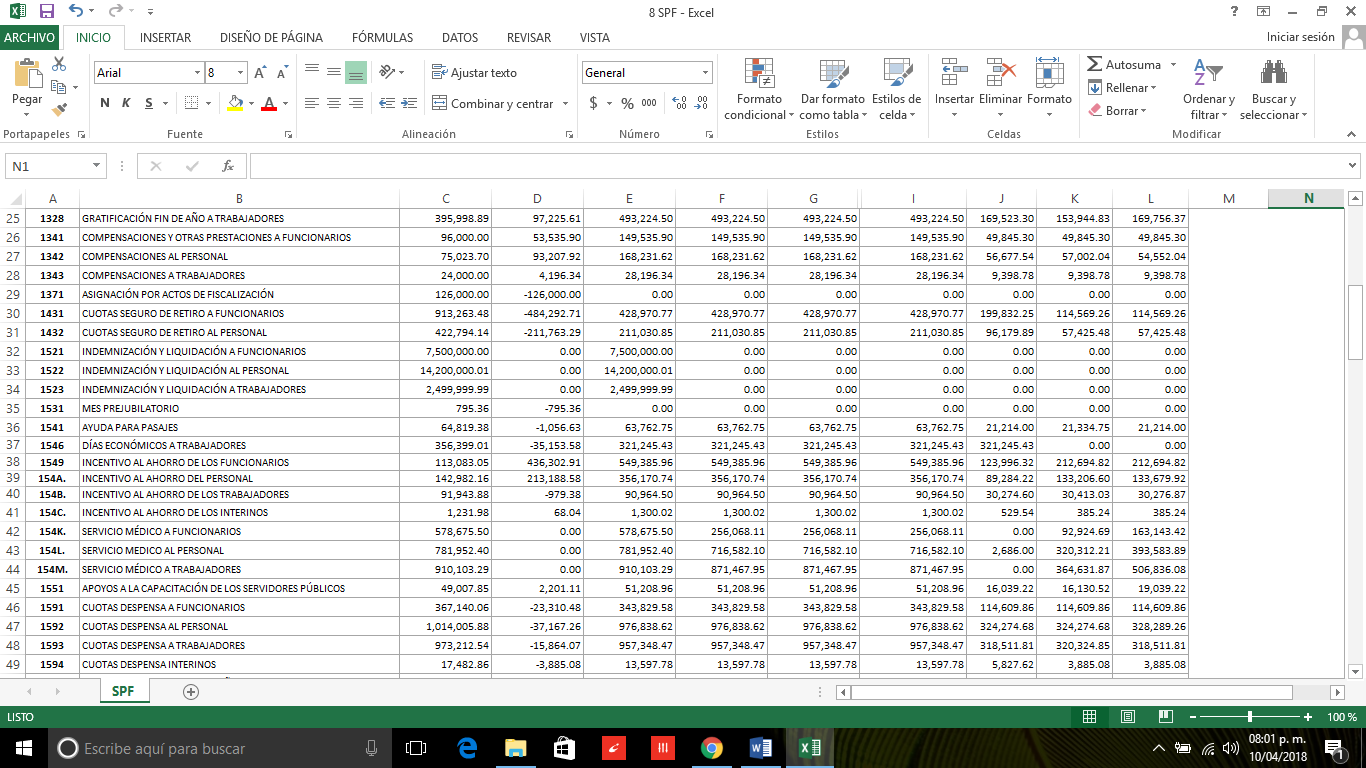 8 SPF - Excel
ARCHIVO INICIO INSERTAR DISEÑO DE PÁGINA FÓRMULAS DATOS REVISAR VISTA Iniciar sesión
Arial 8 Ajustar texto General Autosuma
Pegar N K S Combinar y centrar $ % 000 Formato condicional Dar formato como tabla Estilos de celda Insertar Eliminar Formato Rellenar Borrar Ordenar y filtrar Buscar y seleccionar
Portapapeles Fuente Alineación Número Estilos Celdas Modificar
N1 fx
A B C D E F G I J K L M N
25 1328 GRATIFICACIÓN FIN DE AÑO A TRABAJADORES 395,998.89 97,225.61 493,224.50 493,224.50 493,224.50 493,224.50 169,523.30 153,944.83 169,756.37
26 1341 COMPENSACIONES Y OTRAS PRESTACIONES A FUNCIONARIOS 96,000.00 53,535.90 149,535.90 149,535.90 149,535.90 149,535.90 49,845.30 49,845.30 49,845.30
27 1342 COMPENSACIONES AL PERSONAL 75,023.70 93,207.92 168,231.62 168,231.62 168,231.62 168,231.62 56,677.54 57,002.04 54,552.04
28 1343 COMPENSACIONES A TRABAJADORES 24,000.00 4,196.34 28,196.34 28,196.34 28,196.34 28,196.34 9,398.78 9,398.78 9,398.78
29 1371 ASIGNACIÓN POR ACTOS DE FISCALIZACIÓN 126,000.00 -126,000.00 0.00 0.00 0.00 0.00 0.00 0.00 0.00
30 1431 CUOTAS SEGURO DE RETIRO A FUNCIONARIOS 913,263.48 -484,292.71 428,970.77 428,970.77 428,970.77 428,970.77 199,832.25 114,569.26 114,569.26
31 1432 CUOTAS SEGURO DE RETIRO AL PERSONAL 422,794.14 -211,763.29 211,030.85 211,030.85 211,030.85 211,030.85 96,179.89 57,425.48 57,425.48
32 1521 INDEMNIZACIÓN Y LIQUIDACIÓN A FUNCIONARIOS 7,500,000.00 0.00 7,500,000.00 0.00 0.00 0.00 0.00 0.00 0.00
33 1522 INDEMNIZACIÓN Y LIQUIDACIÓN AL PERSONAL 14,200,000.01 0.00 14,200,000.01 0.00 0.00 0.00 0.00 0.00 0.00
34 1523 INDEMNIZACIÓN Y LIQUIDACIÓN A TRABAJADORES 2,499,999.99 0.00 2,499,999.99 0.00 0.00 0.00 0.00 0.00 0.00
35 1531 MES PREJUBILATORIO 795.36 -795.36 0.00 0.00 0.00 0.00 0.00 0.00 0.00
36 1541 AYUDA PARA PASAJES 64,819.38 -1,056.63 63,762.75 63,762.75 63,762.75 63,762.75 21,214.00 21,334.75 21,214.00
37 1546 DÍAS ECONÓMICOS A TRABAJADORES 356,399.01 -35,153.58 321,245.43 321,245.43 321,245.43 321,245.43 321,245.43 0.00 0.00
38 1549 INCENTIVO AL AHORRO DE LOS FUNCIONARIOS 113,083.05 436,302.91 549,385.96 549,385.96 549,385.96 549,385.96 123,996.32 212,694.82 212,694.82
39 154A. INCENTIVO AL AHORRO DEL PERSONAL 142,982.16 213,188.58 356,170.74 356,170.74 356,170.74 356,170.74 89,284.22 133,206.60 133,679.92
40 154B. INCENTIVO AL AHORRO DE LOS TRABAJADORES 91,943.88 -979.38 90,964.50 90,964.50 90,964.50 90,964.50 30,274.60 30,413.03 30,276.87
41 154C. INCENTIVO AL AHORRO DE LOS INTERINOS 1,231.98 68.04 1,300.02 1,300.02 1,300.02 1,300.02 529.54 385.24 385.24
42 154K. SERVICIO MÉDICO A FUNCIONARIOS 578,675.50 0.00 578,675.50 256,068.11 256,068.11 256,068.11 0.00 92,924.69 163,143.42
43 154L. SERVICIO MEDICO AL PERSONAL 781,952.40 0.00 781,952.40 716,582.10 716,582.10 716,582.10 2,686.00 320,312.21 393,583.89
44 154M. SERVICIO MÉDICO A TRABAJADORES 910,103.29 0.00 910,103.29 871,467.95 871,467.95 871,467.95 0.00 364,631.87 506,836.08
45 1551 APOYOS A LA CAPACITACIÓN DE LOS SERVIDORES PÚBLICOS 49,007.85 2,201.11 51,208.96 51,208.96 51,208.96 51,208.96 16,039.22 16,130.52 19,039.22
46 1591 CUOTAS DESPENSA A FUNCIONARIOS 367,140.06 -23,310.48 343,829.58 343,829.58 343,829.58 343,829.58 114,609.86 114,609.86 114,609.86
47 1592 CUOTAS DESPENSA AL PERSONAL 1,014,005.88 -37,167.26 976,838.62 976,838.62 976,838.62 976,838.62 324,274.68 324,274.68 328,289.26
48 1593 CUOTAS DESPENSA A TRABAJADORES 973,212.54 -15,864.07 957,348.47 957,348.47 957,348.47 957,348.47 318,511.81 320,324.85 318,511.81
49 1594 CUOTAS DESPENSA INTERINOS 17,482.86 -3,885.08 13,597.78 13,597.78 13,597.78 13,597.78 5,827.62 3,885.08 3,885.08
SPF
LISTO 100 %
Escribe aquí para buscar 08:01 p. m.
10/04/2018